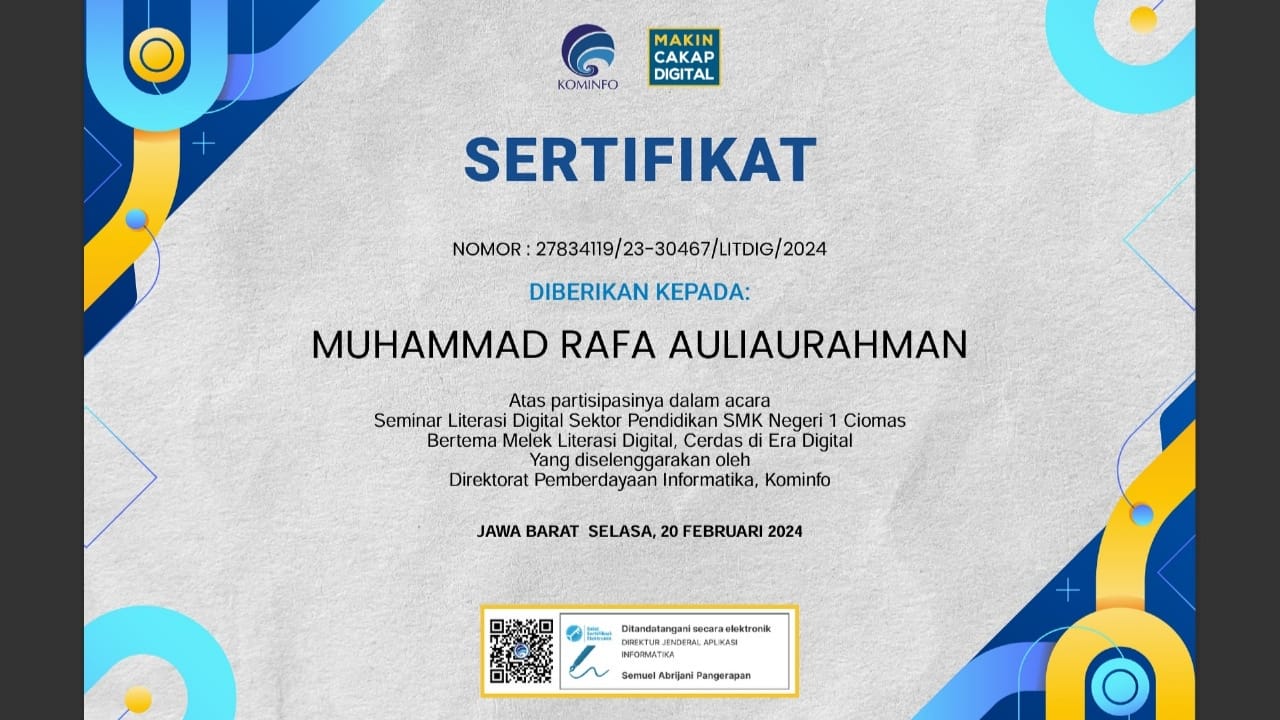 KOMINFO
MAKIN
CAKAP
DIGITAL
SERTIFIKAT
NOMOR : 27834119/23-30467/LITDIG/2024
DIBERIKAN KEPADA:
MUHAMMAD RAFA AULIAURAHMAN
Atas partisipasinya dalam acara
Seminar Literasi Digital Sektor Pendidikan SMK Negeri 1 Ciomas
Bertema Melek Literasi Digital, Cerdas di Era Digital
Yang diselenggarakan oleh
Direktorat Pemberdayaan Informatika, Kominfo
JAWA BARAT  SELASA, 20 FEBRUARI 2024
Balai
Sertifikasi
Elektronik
Ditandatangani secara elektronik
DIREKTUR JENDERAL APLIKASI
INFORMATIKA
Semuel Abrijani Pangerapan